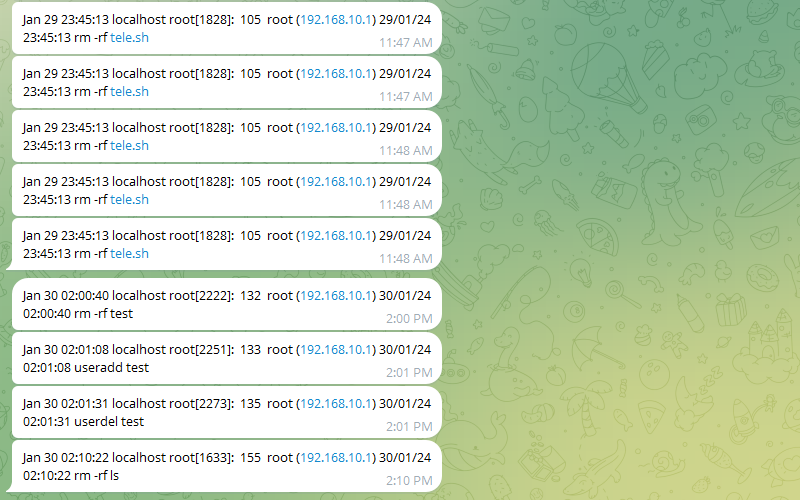 Jan 29 23:45:13 localhost root[1828]: 105 root (192.168.10.1) 29/01/24
23:45:13 rm -rf tele.sh
11:47 AM
Jan 29 23:45:13 localhost root[1828]: 105 root (192.168.10.1) 29/01/24
23:45:13 rm -rf tele.sh
11:47 AM
Jan 29 23:45:13 localhost root[1828]: 105 root (192.168.10.1) 29/01/24
23:45:13 rm -rf tele.sh
11:48 AM
Jan 29 23:45:13 localhost root[1828]: 105 root (192.168.10.1) 29/01/24
23:45:13 rm -rf tele.sh
11:48 AM
Jan 29 23:45:13 localhost root[1828]: 105 root (192.168.10.1) 29/01/24
23:45:13 rm -rf tele.sh
11:48 AM
Jan 30 02:00:40 localhost root[2222]: 132 root (192.168.10.1) 30/01/24
02:00:40 rm -rf test
2:00 PM
Jan 30 02:01:08 localhost root[2251]: 133 root (192.168.10.1) 30/01/24
02:01:08 useradd test
2:01 PM
Jan 30 02:01:31 localhost root[2273]: 135 root (192.168.10.1) 30/01/24
02:01:31 userdel test
2:01 PM
Jan 30 02:10:22 localhost root[1633]: 155 root (192.168.10.1) 30/01/24
02:10:22 rm -rf ls
2:10 PM